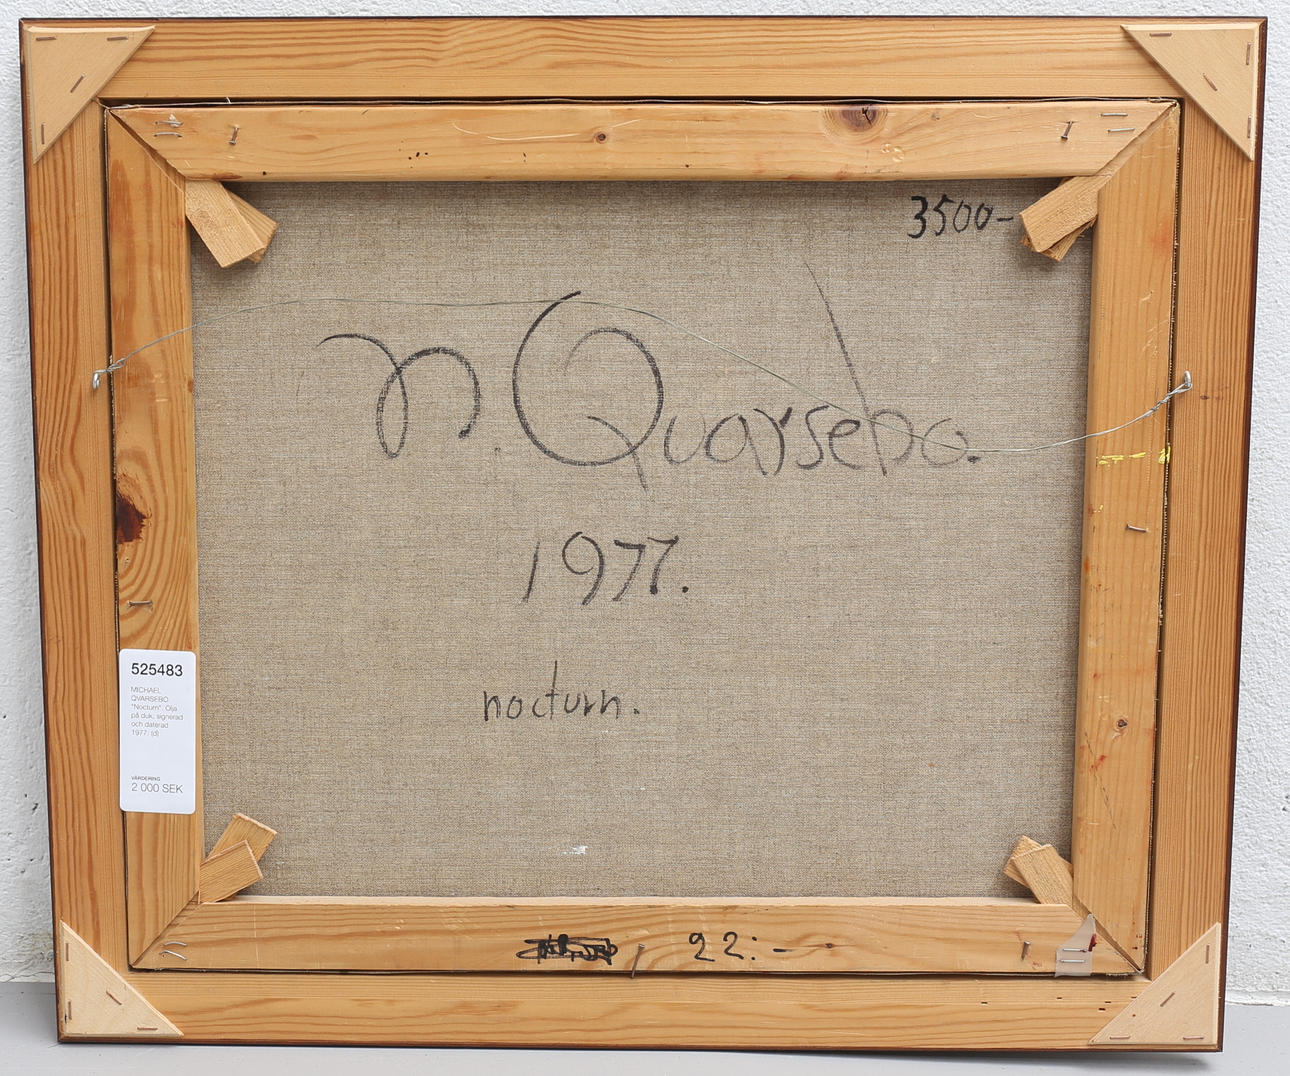 3500-
M. Qvarsebo.
1977.
nocturn.
525483
MICHAEL
QVARSEBO
"Nocturn". Olja
på duk, signerad
och daterad
1977. (d)
VÄRDERING
2 000 SEK
22:-